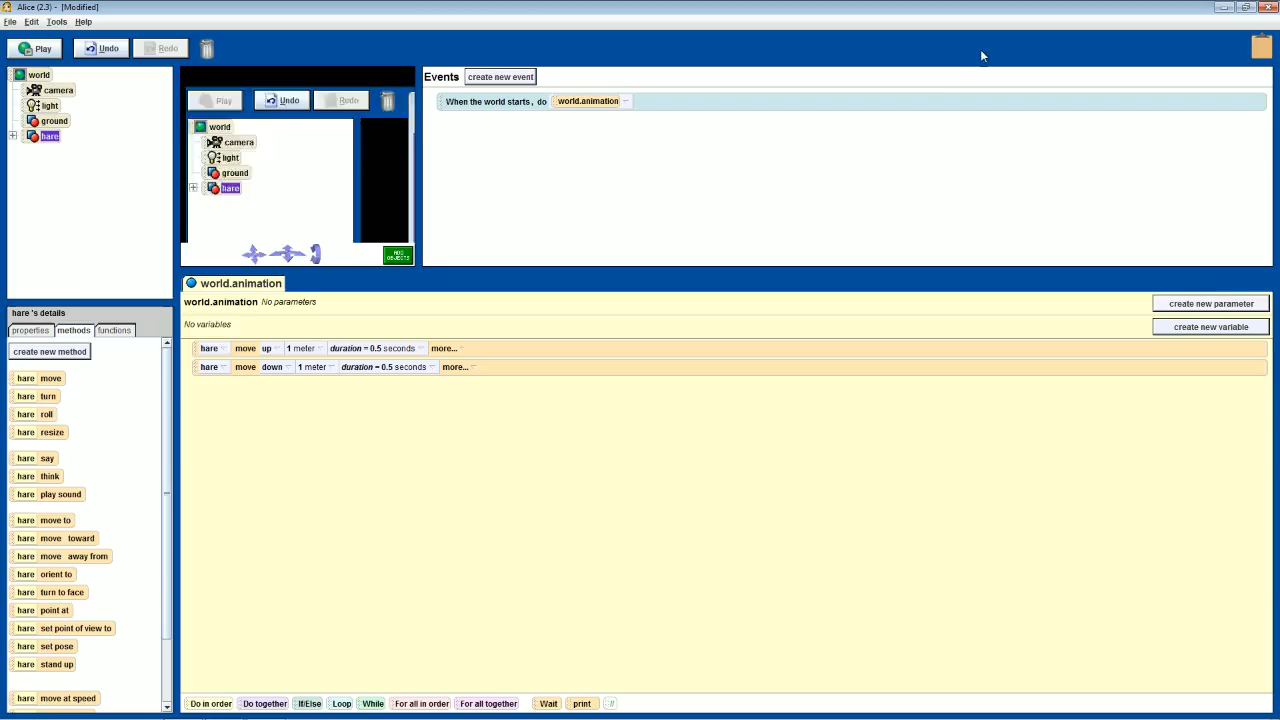 Alice (2.3) - [Modified]
File Edit Tools Help
Play Undo Redo
world
camera
light
ground
hare
Play Undo Redo
world
camera
light
ground
hare
ADD OBJECTS
Events create new event
When the world starts, do world.animation
hare 's details
properties methods functions
create new method
hare move
hare turn
hare roll
hare resize
hare say
hare think
hare play sound
hare move to
hare move toward
hare move away from
hare orient to
hare turn to face
hare point at
hare set point of view to
hare set pose
hare stand up
hare move at speed
world.animation
world.animation No parameters
create new parameter
No variables
create new variable
hare move up 1 meter duration = 0.5 seconds more...
hare move down 1 meter duration = 0.5 seconds more...
Do in order Do together If/Else Loop While For all in order For all together Wait print //